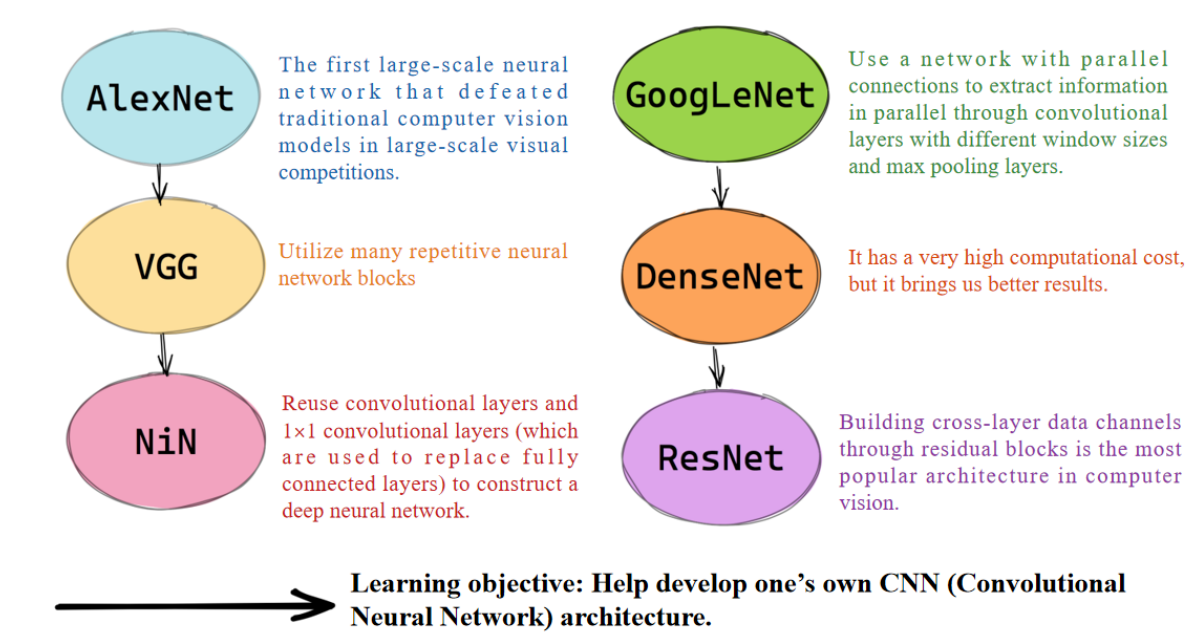 AlexNet
The first large-scale neural
network that defeated
traditional computer vision
models in large-scale visual
competitions.
VGG
Utilize many repetitive neural
network blocks
NiN
Reuse convolutional layers and
1×1 convolutional layers (which
are used to replace fully
connected layers) to construct a
deep neural network.
GoogLeNet
Use a network with parallel
connections to extract information
in parallel through convolutional
layers with different window sizes
and max pooling layers.
DenseNet
It has a very high computational cost,
but it brings us better results.
ResNet
Building cross-layer data channels
through residual blocks is the most
popular architecture in computer
vision.
Learning objective: Help develop one’s own CNN (Convolutional
Neural Network) architecture.